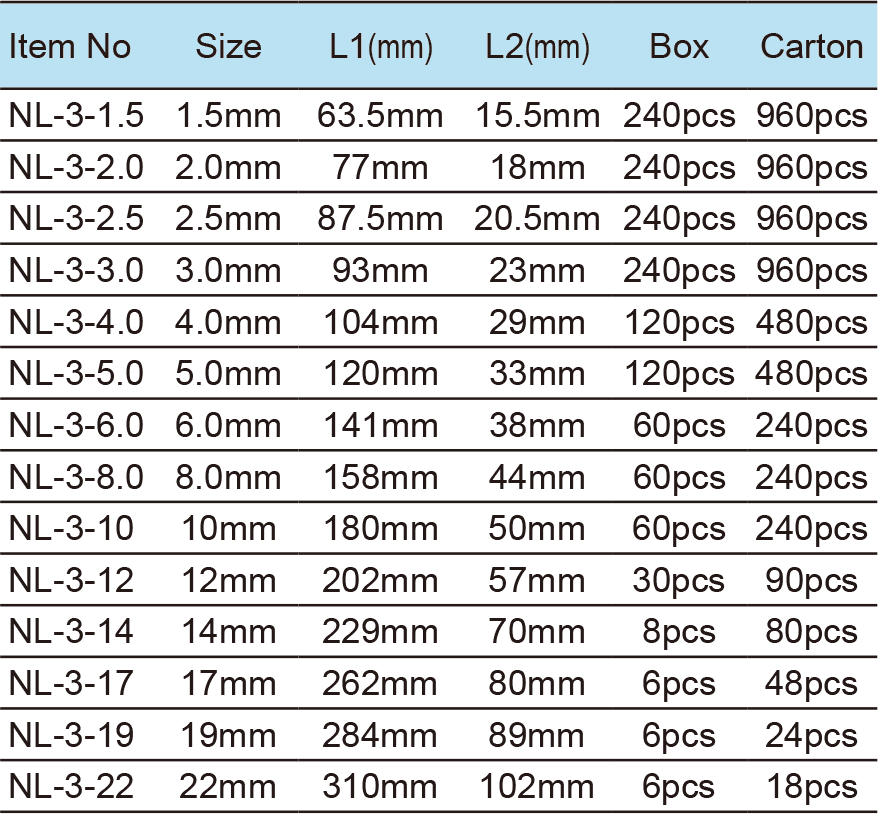 Item No Size L1(mm) L2(mm) Box Carton
NL-3-1.5 1.5mm 63.5mm 15.5mm 240pcs 960pcs
NL-3-2.0 2.0mm 77mm 18mm 240pcs 960pcs
NL-3-2.5 2.5mm 87.5mm 20.5mm 240pcs 960pcs
NL-3-3.0 3.0mm 93mm 23mm 240pcs 960pcs
NL-3-4.0 4.0mm 104mm 29mm 120pcs 480pcs
NL-3-5.0 5.0mm 120mm 33mm 120pcs 480pcs
NL-3-6.0 6.0mm 141mm 38mm 60pcs 240pcs
NL-3-8.0 8.0mm 158mm 44mm 60pcs 240pcs
NL-3-10 10mm 180mm 50mm 60pcs 240pcs
NL-3-12 12mm 202mm 57mm 30pcs 90pcs
NL-3-14 14mm 229mm 70mm 8pcs 80pcs
NL-3-17 17mm 262mm 80mm 6pcs 48pcs
NL-3-19 19mm 284mm 89mm 6pcs 24pcs
NL-3-22 22mm 310mm 102mm 6pcs 18pcs